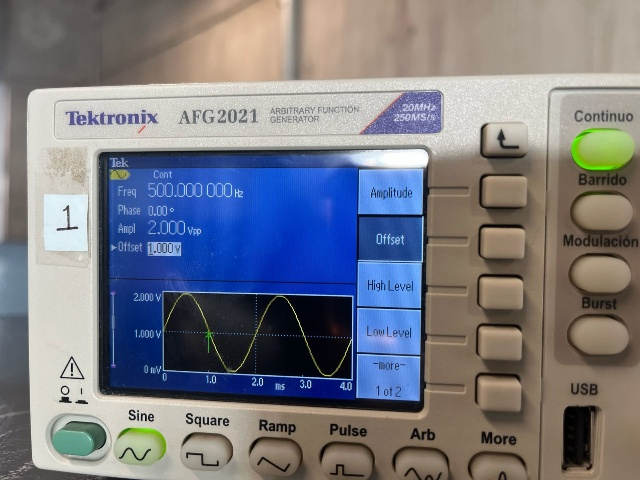 Tektronix AFG2021 ARBITRARY FUNCTION GENERATOR
20MHz
250MS/s
Continuo
Barrido
Modulación
Burst
USB
1
Tek
Cont
Freq 500.000 000 Hz
Phase 0.00 °
Ampl 2.000 Vpp
Offset 1.000 V
Amplitude
Offset
High Level
Low Level
-more-
1 of 2
2.000 V
1.000 V
0 mV
0 1.0 2.0 3.0 4.0
ms
Sine Square Ramp Pulse Arb More